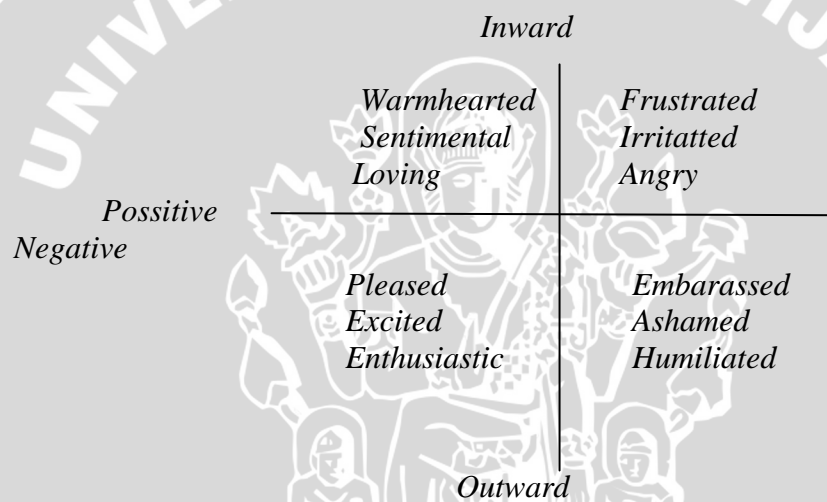 Inward
Warmhearted Frustrated
Sentimental Irritatted
Loving Angry
Possitive
Negative
Pleased Embarassed
Excited Ashamed
Enthusiastic Humiliated
Outward